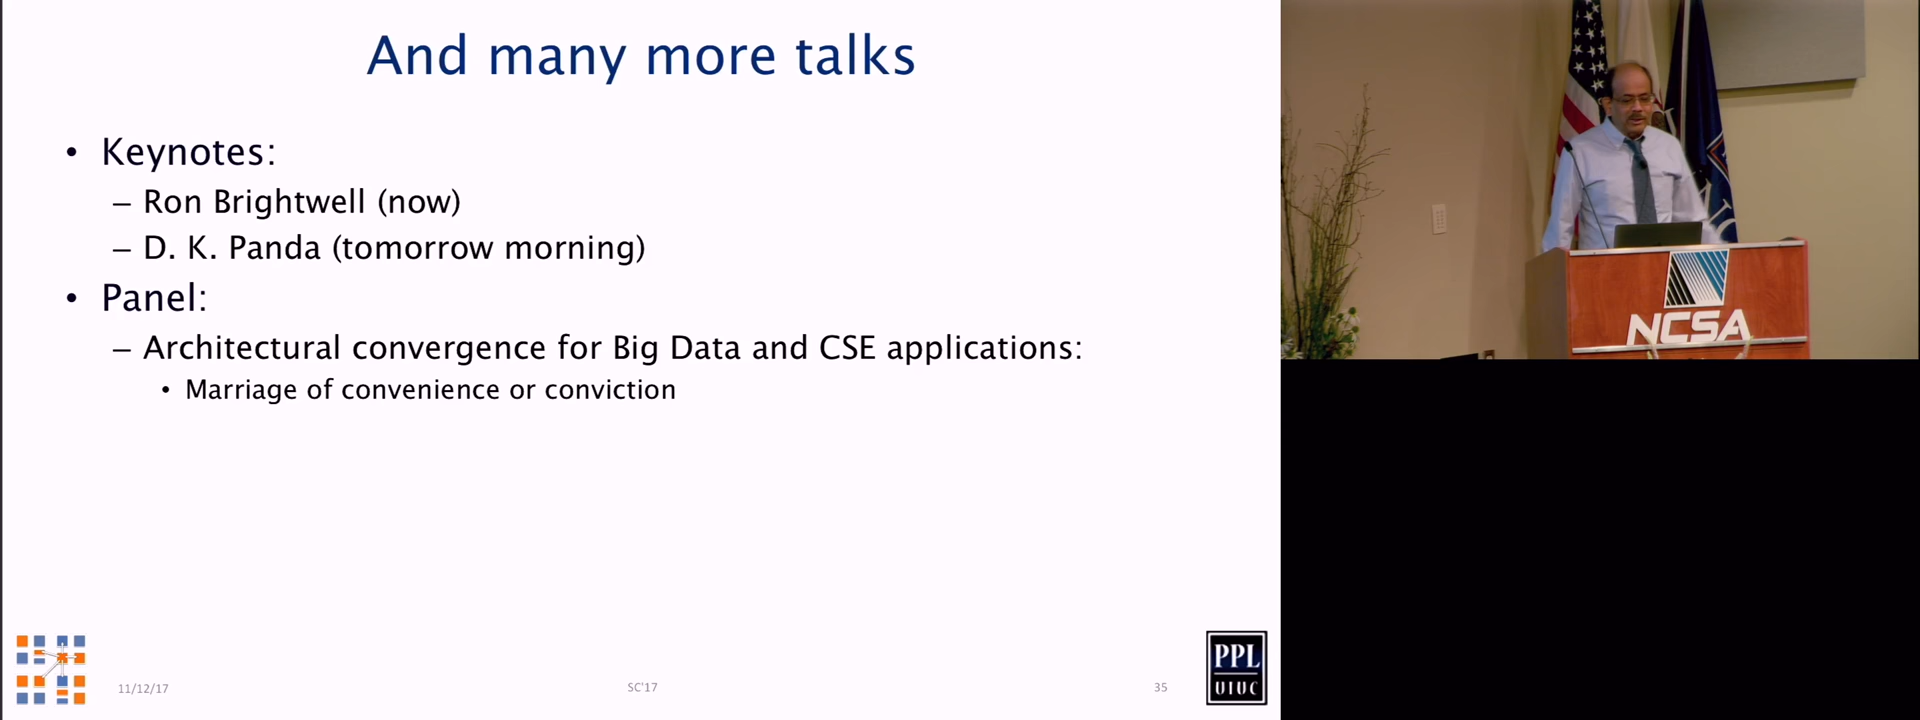 And many more talks
• Keynotes:
– Ron Brightwell (now)
– D. K. Panda (tomorrow morning)
• Panel:
– Architectural convergence for Big Data and CSE applications:
• Marriage of convenience or conviction
11/12/17
SC'17
35
PPL
UIUC
NCSA